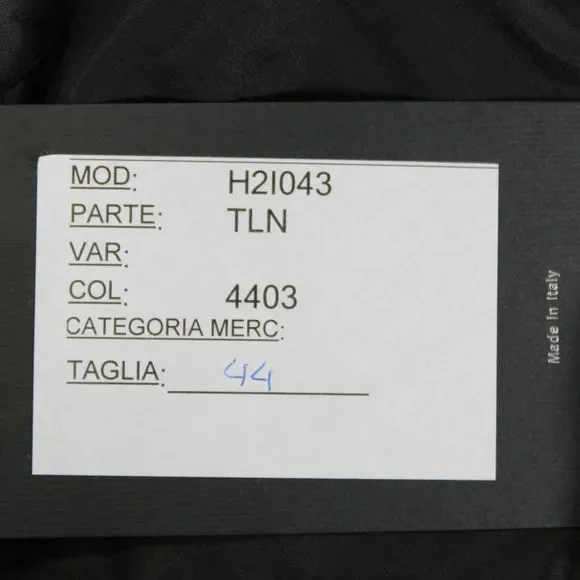 MOD: H2I043
PARTE: TLN
VAR:
COL: 4403
CATEGORIA MERC:
TAGLIA: 44
Made in Italy